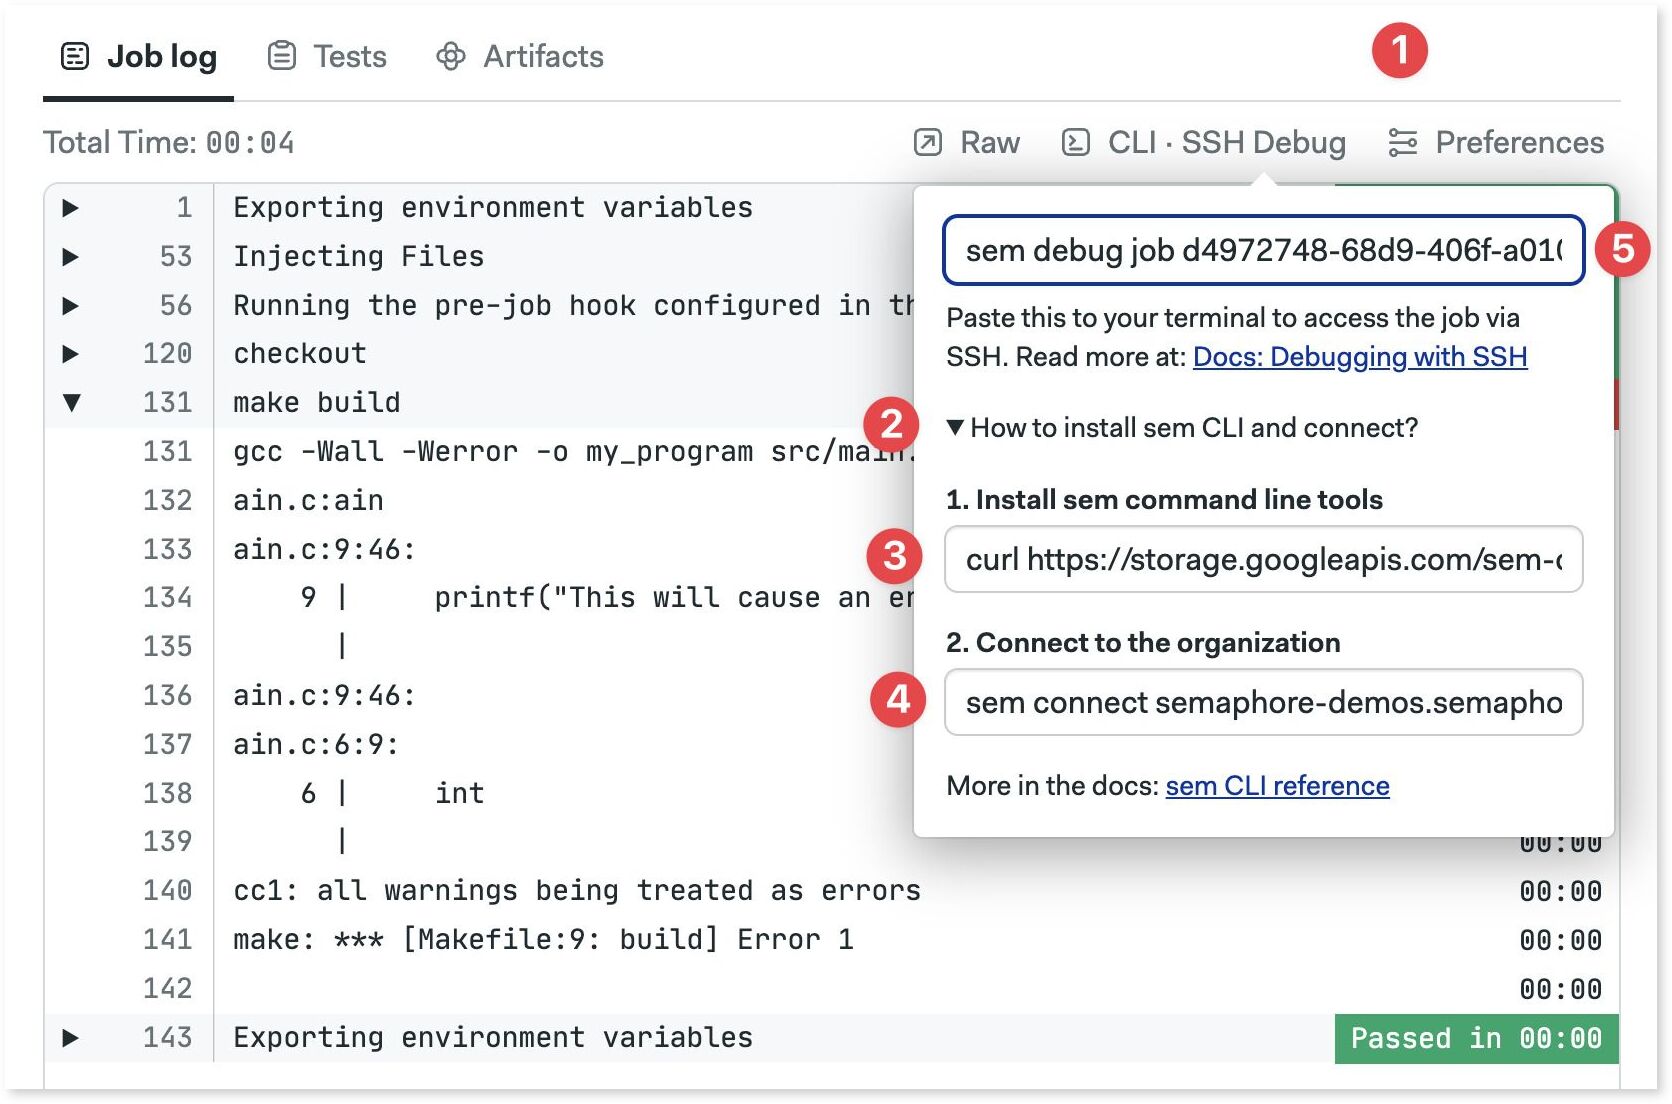 Job log Tests Artifacts
1
Total Time: 00:04 Raw CLI · SSH Debug Preferences
1 Exporting environment variables
53 Injecting Files
56 Running the pre-job hook configured in
120 checkout
131 make build
131 gcc -Wall -Werror -o my_program src/main.
132 ain.c:ain
133 ain.c:9:46:
134 9 | printf("This will cause an
135 |
136 ain.c:9:46:
137 ain.c:6:9:
138 6 | int
139 | 00:00
140 cc1: all warnings being treated as errors 00:00
141 make: *** [Makefile:9: build] Error 1 00:00
142 00:00
143 Exporting environment variables Passed in 00:00
sem debug job d4972748-68d9-406f-a01
5
Paste this to your terminal to access the job via
SSH. Read more at: Docs: Debugging with SSH
2
▼ How to install sem CLI and connect?
1. Install sem command line tools
3
curl https://storage.googleapis.com/sem-
2. Connect to the organization
4
sem connect semaphore-demos.semapho
More in the docs: sem CLI reference